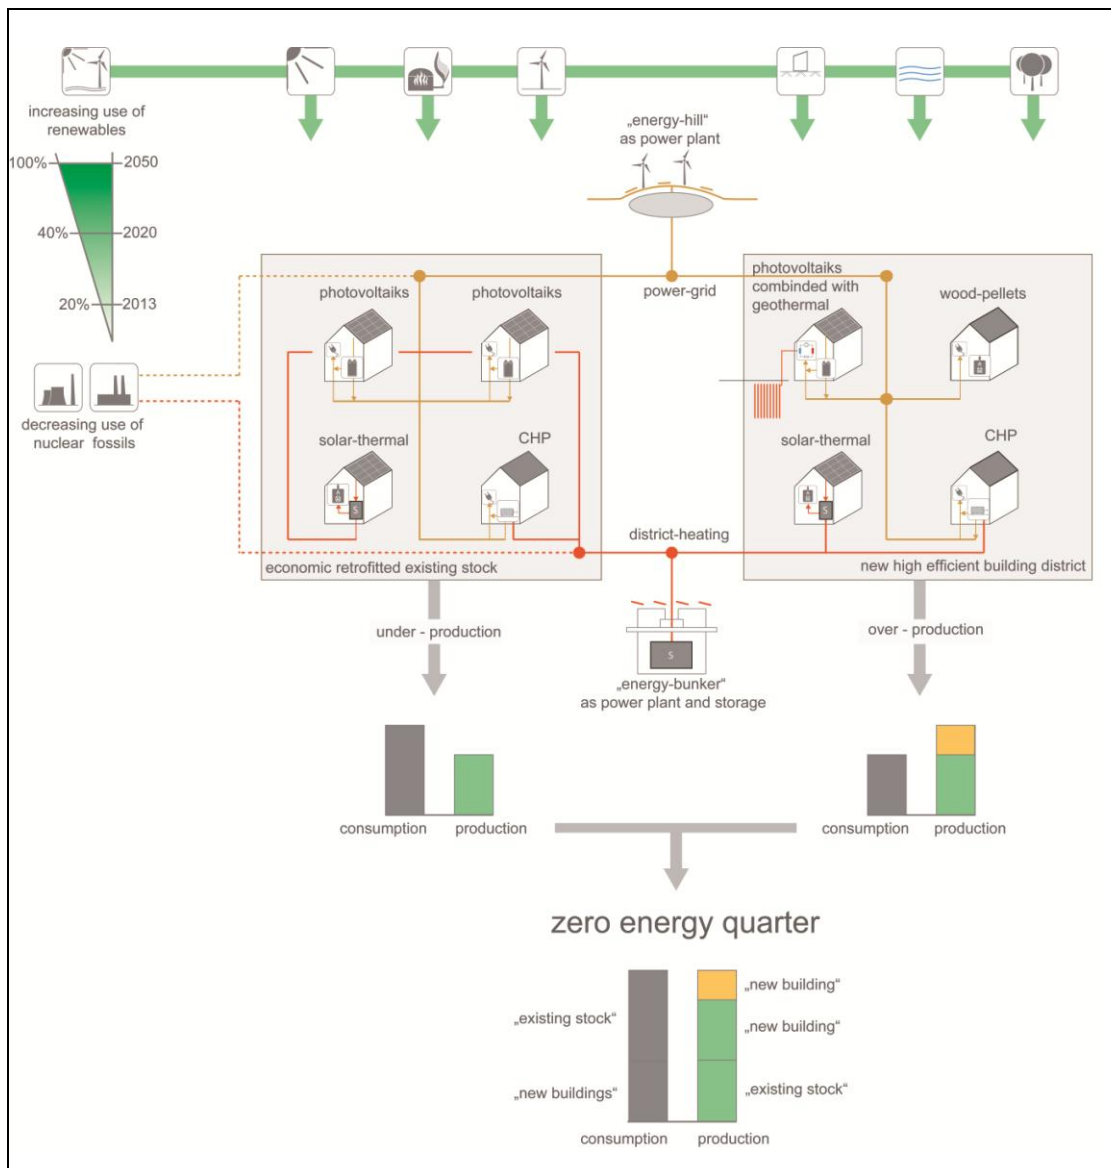 increasing use of
renewables
100%
2050
40%
2020
20%
2013
decreasing use of
nuclear fossils
„energy-hill“
as power plant
power-grid
photovoltaiks
photovoltaiks
solar-thermal
CHP
economic retrofitted existing stock
photovoltaiks
combinded with
geothermal
wood-pellets
solar-thermal
CHP
new high efficient building district
district-heating
S
S
S
„energy-bunker“
as power plant and storage
under - production
over - production
consumption
production
consumption
production
zero energy quarter
„existing stock“
„new buildings“
„new building“
„new building“
„existing stock“
consumption
production